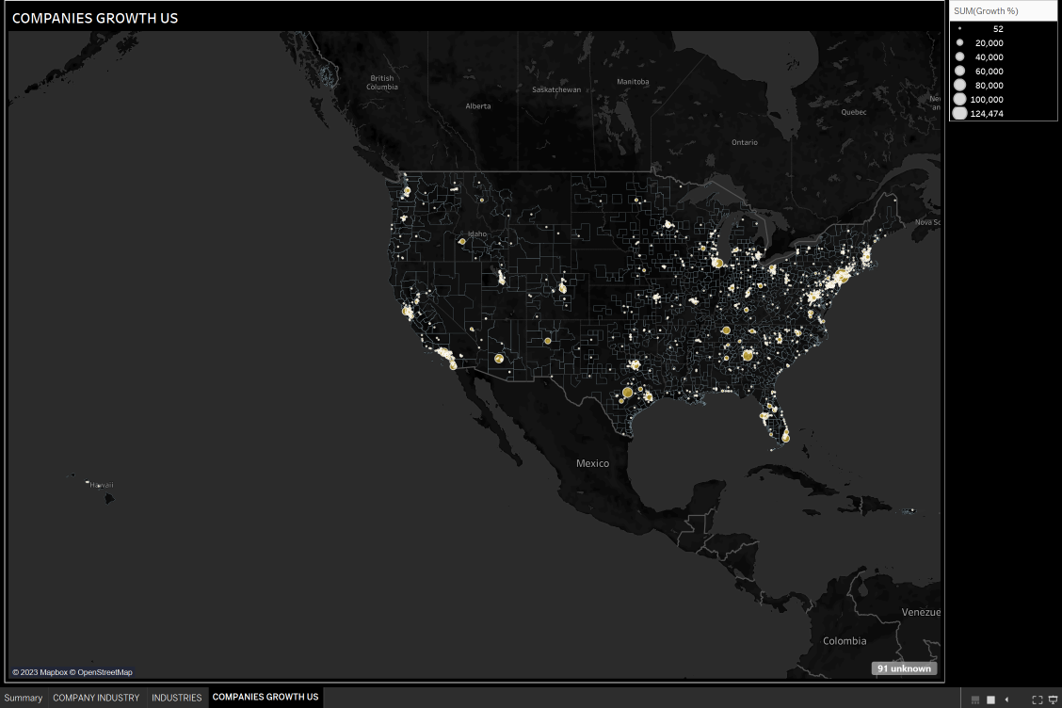 COMPANIES GROWTH US
SUM(Growth %)
52
20,000
40,000
60,000
80,000
100,000
124,474
British
Columbia
Alberta
Saskatchewan
Manitoba
Ontario
Quebec
Nova Sc
Idaho
Hawaii
Mexico
Venezue
Colombia
© 2023 Mapbox © OpenStreetMap
91 unknown
Summary
COMPANY INDUSTRY
INDUSTRIES
COMPANIES GROWTH US